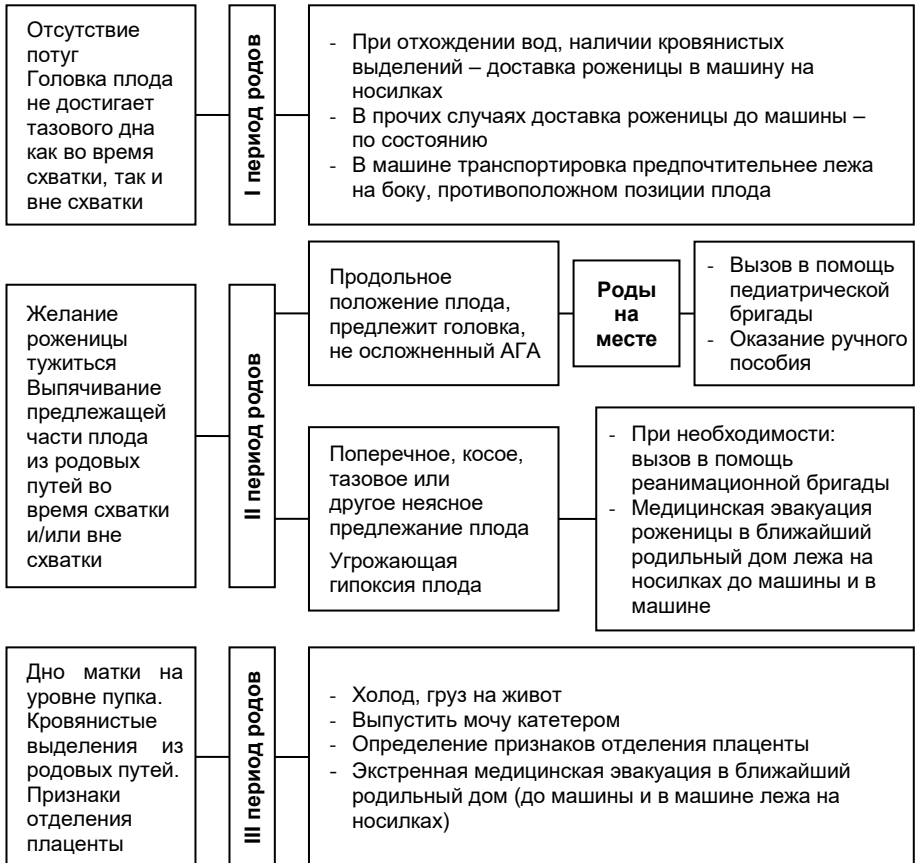 Отсутствие
потуг
Головка плода
не достигает
тазового дна
как во время
схватки, так и
вне схватки
I период родов
- При отхождении вод, наличии кровянистых
выделений – доставка роженицы в машину на
носилках
- В прочих случаях доставка роженицы до машины –
по состоянию
- В машине транспортировка предпочтительнее лежа
на боку, противоположном позиции плода
Желание
роженицы
тужиться
Выпячивание
предлежащей
части плода
из родовых
путей во
время схватки
и/или вне
схватки
II период родов
Продольное
положение плода,
предлежит головка,
не осложненный АГА
Роды
на
месте
- Вызов в помощь
педиатрической
бригады
- Оказание ручного
пособия
Поперечное, косое,
тазовое или
другое неясное
предлежание плода
Угрожающая
гипоксия плода
- При необходимости:
вызов в помощь
реанимационной бригады
- Медицинская эвакуация
роженицы в ближайший
родильный дом лежа на
носилках до машины и в
машине
Дно матки на
уровне пупка.
Кровянистые
выделения из
родовых путей.
Признаки
отделения
плаценты
III период родов
- Холод, груз на живот
- Выпустить мочу катетером
- Определение признаков отделения плаценты
- Экстренная медицинская эвакуация в ближайший
родильный дом (до машины и в машине лежа на
носилках)